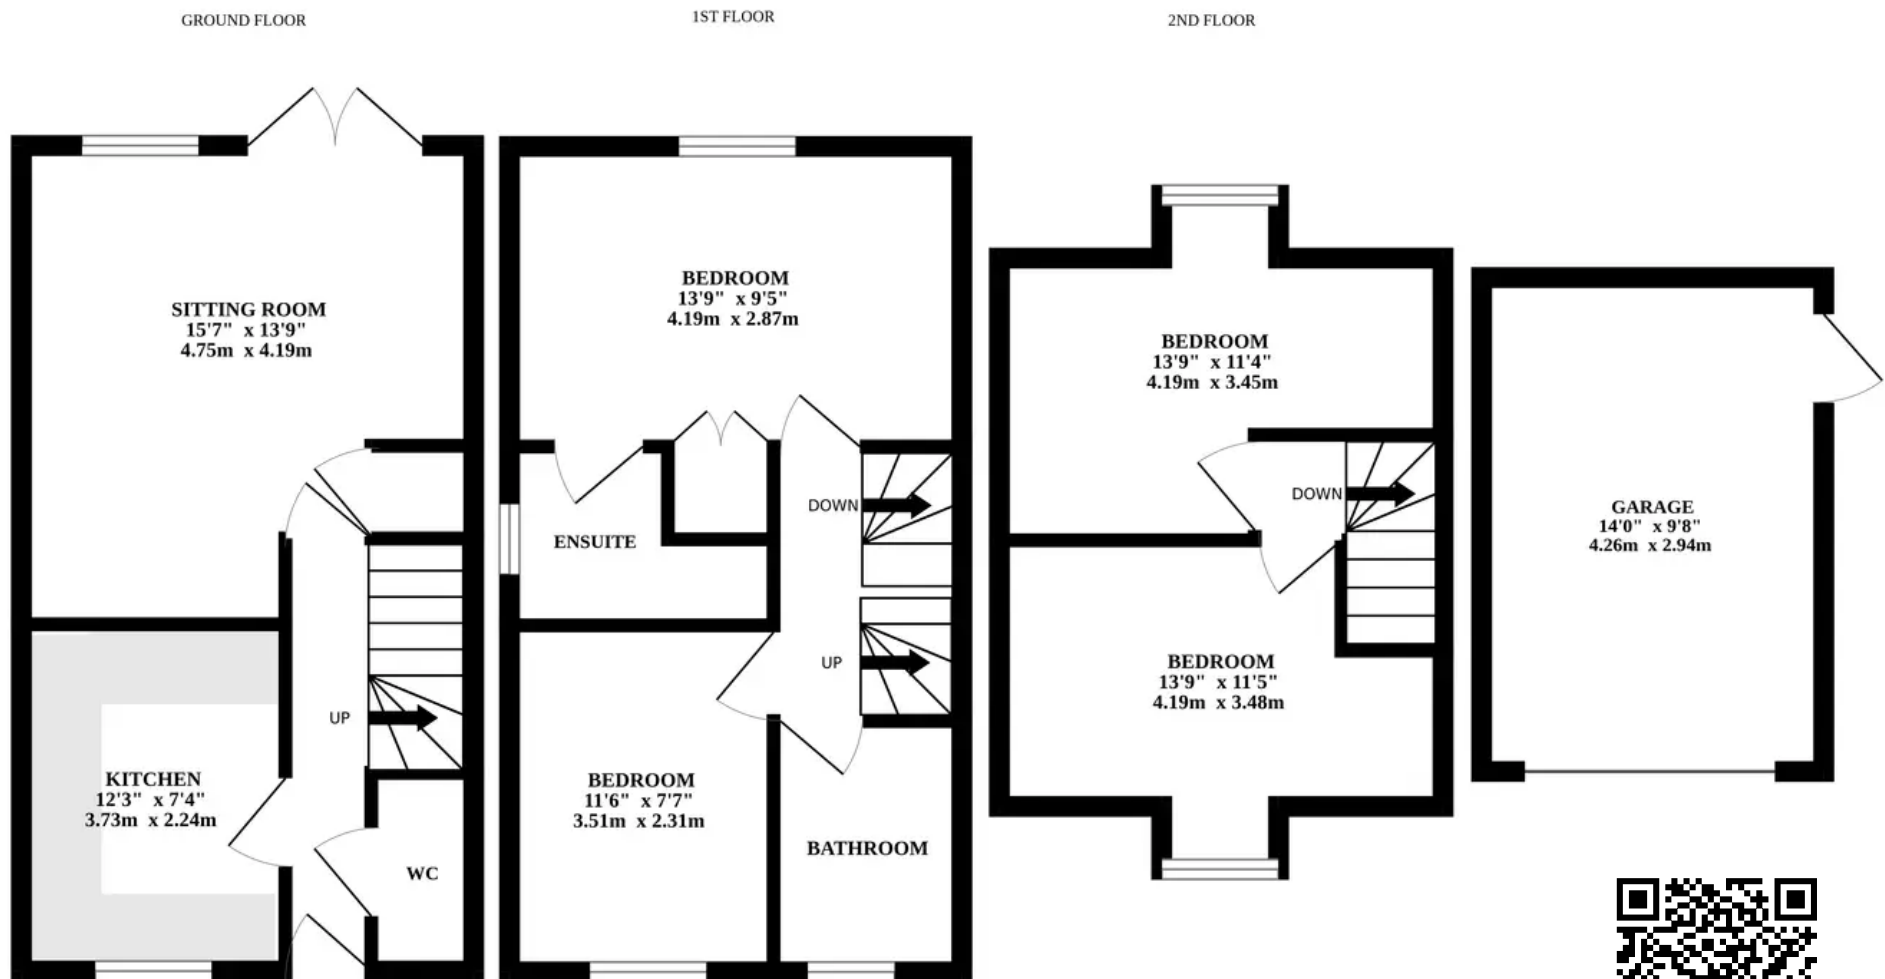 GROUND FLOOR
SITTING ROOM
15'7" x 13'9"
4.75m x 4.19m
UP
KITCHEN
12'3" x 7'4"
3.73m x 2.24m
WC
1ST FLOOR
BEDROOM
13'9" x 9'5"
4.19m x 2.87m
DOWN
ENSUITE
UP
BEDROOM
11'6" x 7'7"
3.51m x 2.31m
BATHROOM
2ND FLOOR
BEDROOM
13'9" x 11'4"
4.19m x 3.45m
DOWN
BEDROOM
13'9" x 11'5"
4.19m x 3.48m
GARAGE
14'0" x 9'8"
4.26m x 2.94m